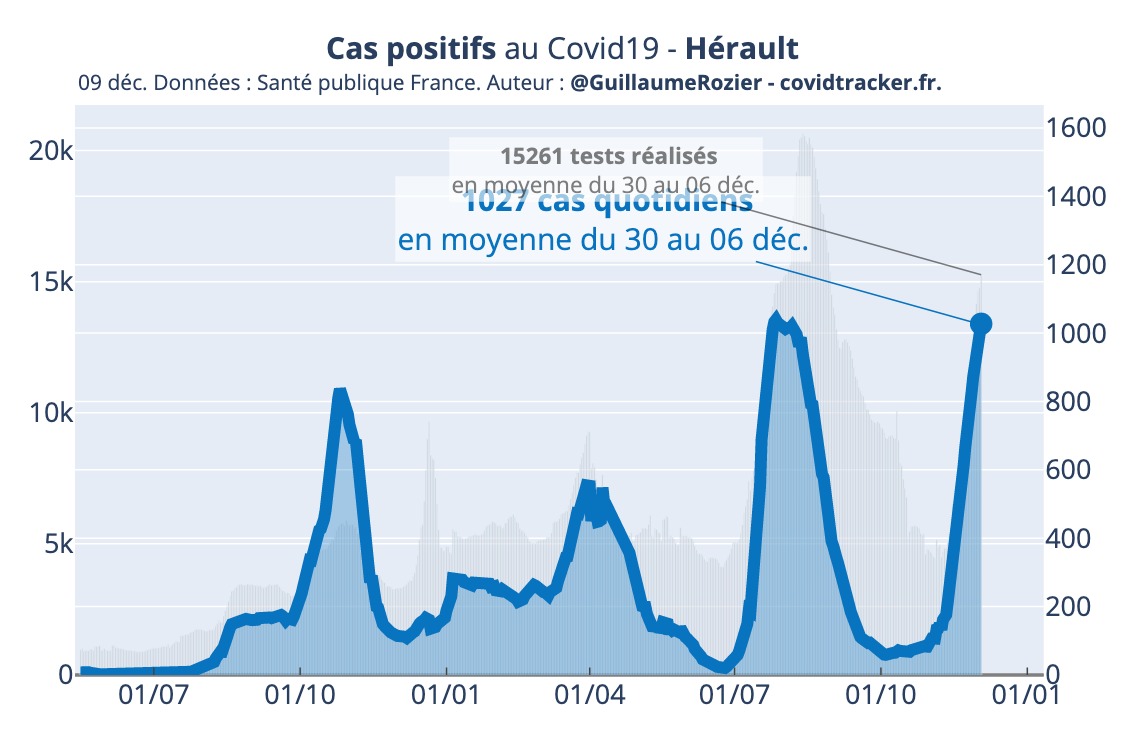 Cas positifs au Covid19 - Hérault
09 déc. Données : Santé publique France. Auteur : @GuillaumeRozier - covidtracker.fr.
15261 tests réalisés
en moyenne du 30 au 06 déc.
1027 cas quotidiens
en moyenne du 30 au 06 déc.
20k
15k
10k
5k
0
1600
1400
1200
1000
800
600
400
200
0
01/07 01/10 01/01 01/04 01/07 01/10 01/01